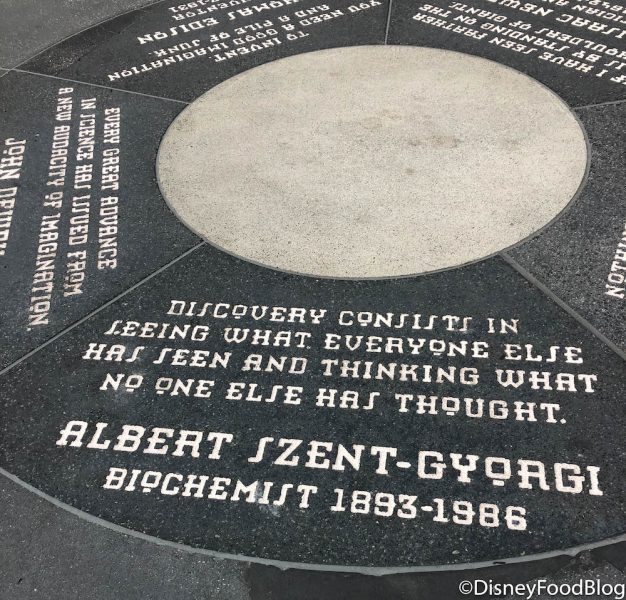 DISCOVERY CONSISTS IN
SEEING WHAT EVERYONE ELSE
HAS SEEN AND THINKING WHAT
NO ONE ELSE HAS THOUGHT.
ALBERT SZENT-GYORGI
BIOCHEMIST 1893-1986
EVERY GREAT ADVANCE
IN SCIENCE HAS ISSUED FROM
A NEW AUDACITY OF IMAGINATION.
JOHN
TO INVENT
YOU NEED A GOOD IMAGINATION
AND A PILE OF JUNK.
THOMAS EDISON
INVENTOR
-1931
IF I HAVE SEEN FARTHER
IT IS BY STANDING ON THE
SHOULDERS OF GIANTS
ISAAC
NOTHING
©DisneyFoodBlog